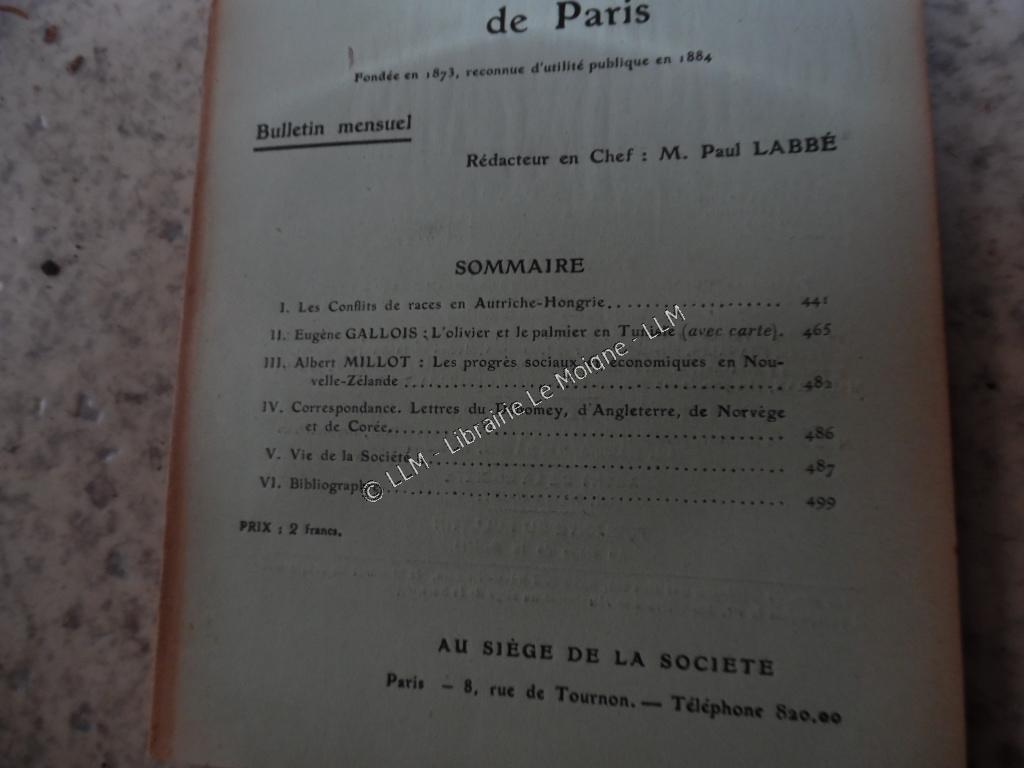 de Paris
Fondée en 1873, reconnue d'utilité publique en 1884
Bulletin mensuel
Rédacteur en Chef : M. Paul LABBÉ
SOMMAIRE
I. Les Conflits de races en Autriche-Hongrie.................... 441
II. Eugène GALLOIS : L'olivier et le palmier en Tunisie (avec carte). 465
III. Albert MILLOT : Les progrès sociaux et économiques en Nou-
velle-Zélande .................................................. 482
IV. Correspondance. Lettres du Dahomey, d'Angleterre, de Norvège
et de Corée..................................................... 486
V. Vie de la Société............................................ 487
VI. Bibliographie............................................... 499
PRIX : 2 francs.
AU SIÈGE DE LA SOCIETE
Paris — 8, rue de Tournon. — Téléphone 820.00
© LLM - Librairie Le Moigne - LLM